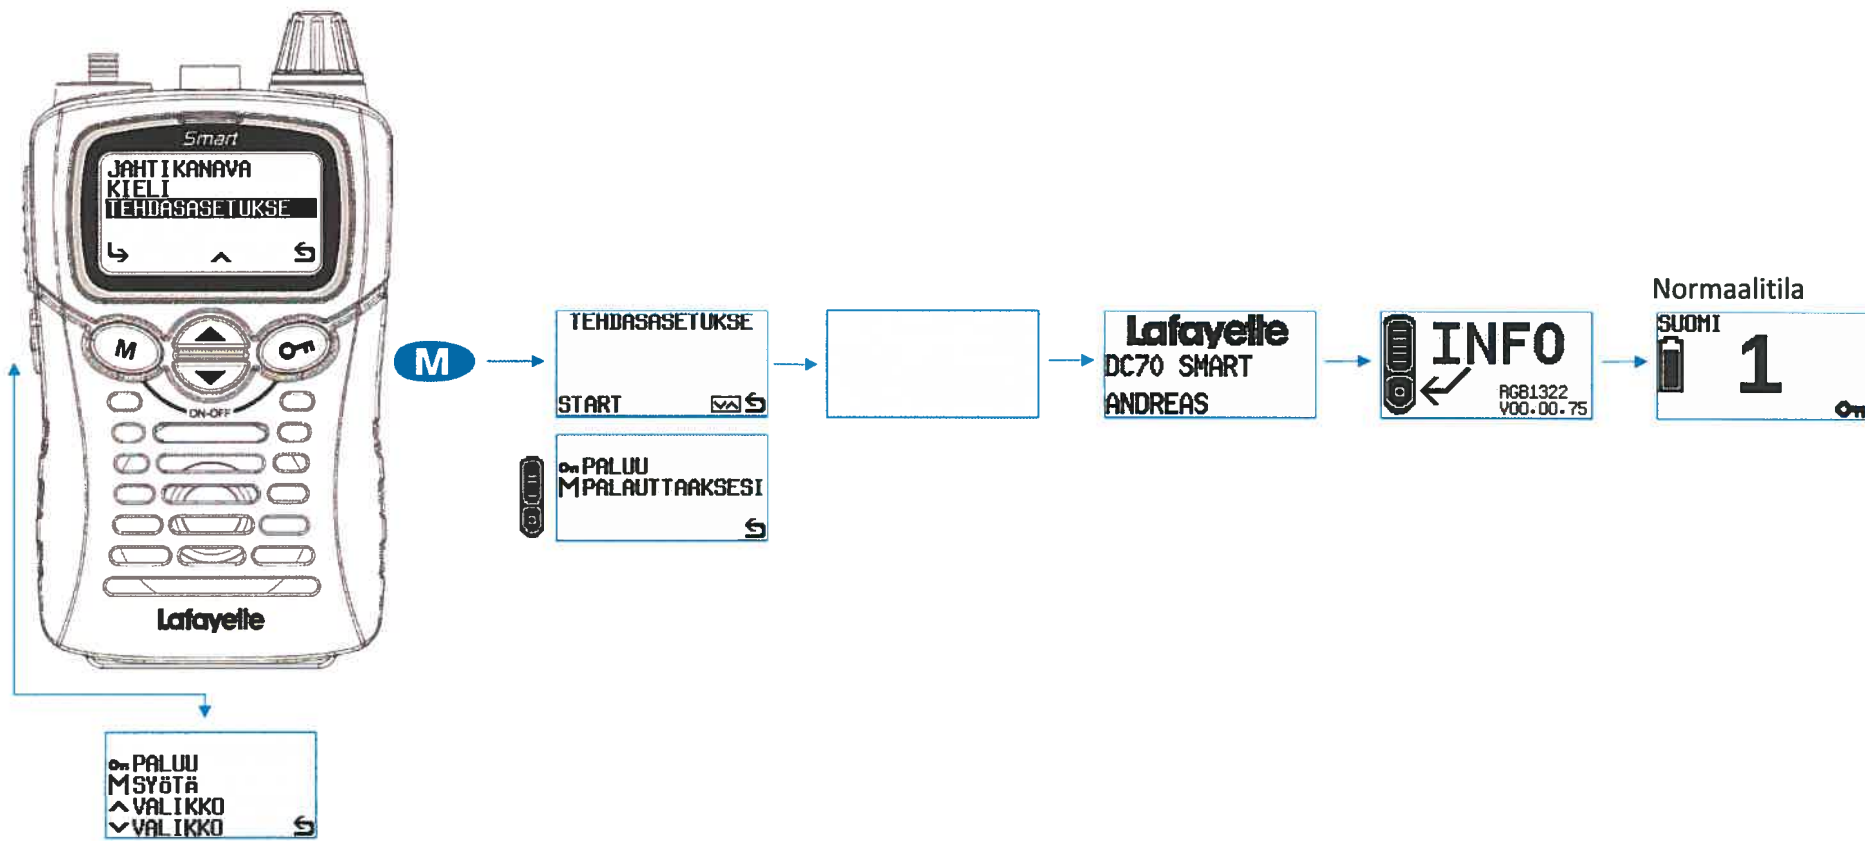 Smart
JAHTIKANAVA
KIELI
TEHDASASETUKSE
M
ON-OFF
Lafayette
PALUU
M SYÖTÄ
VALIKKO
VALIKKO
M
TEHDASASETUKSE
START
PALUU
M PALAUTTAAKSESI
Lafayette
DC70 SMART
ANDREAS
INFO
RGB1322
V00.00.75
Normaalitila
SUOMI
1